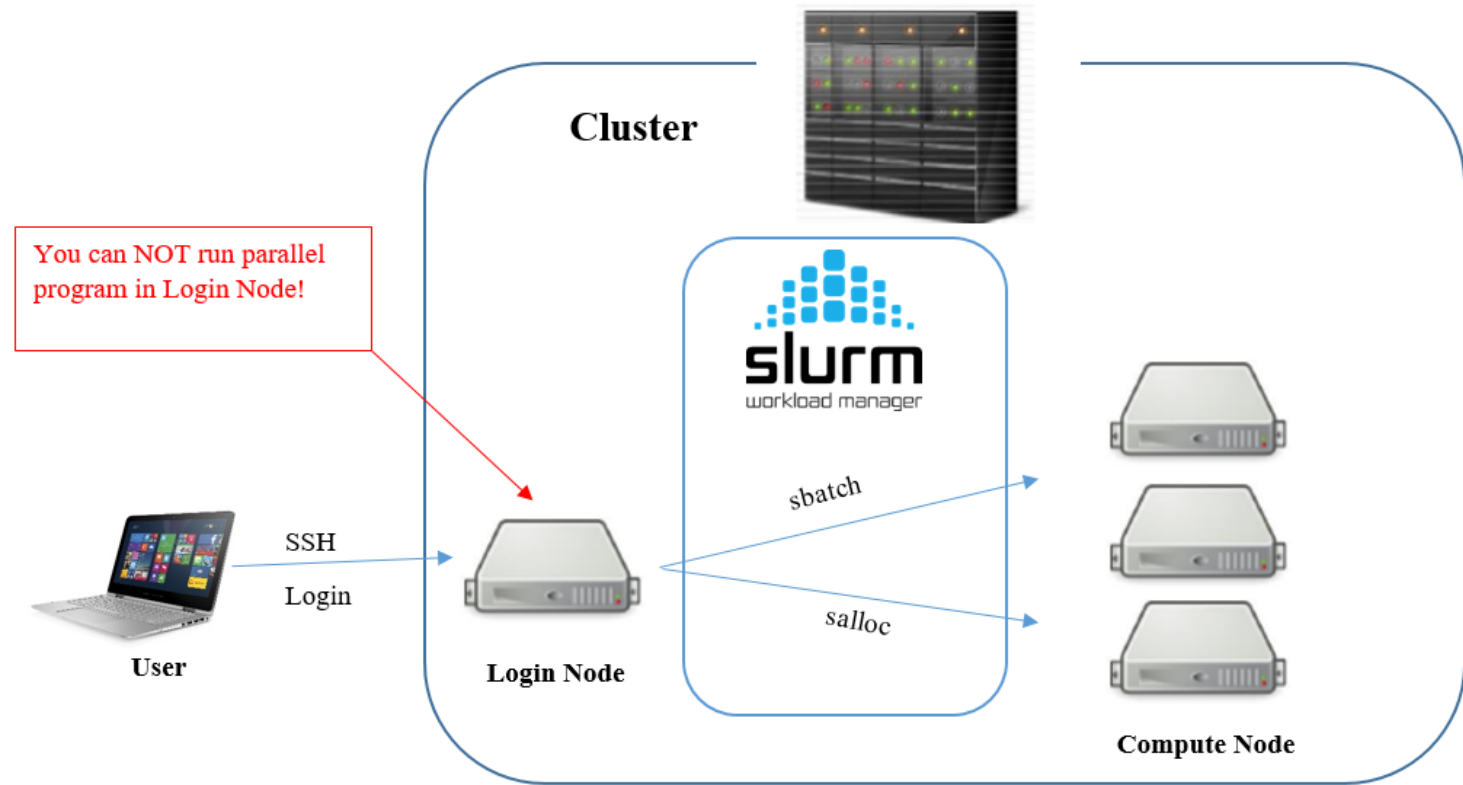 Cluster
You can NOT run parallel
program in Login Node!
slurm
workload manager
sbatch
SSH
Login
salloc
User
Login Node
Compute Node